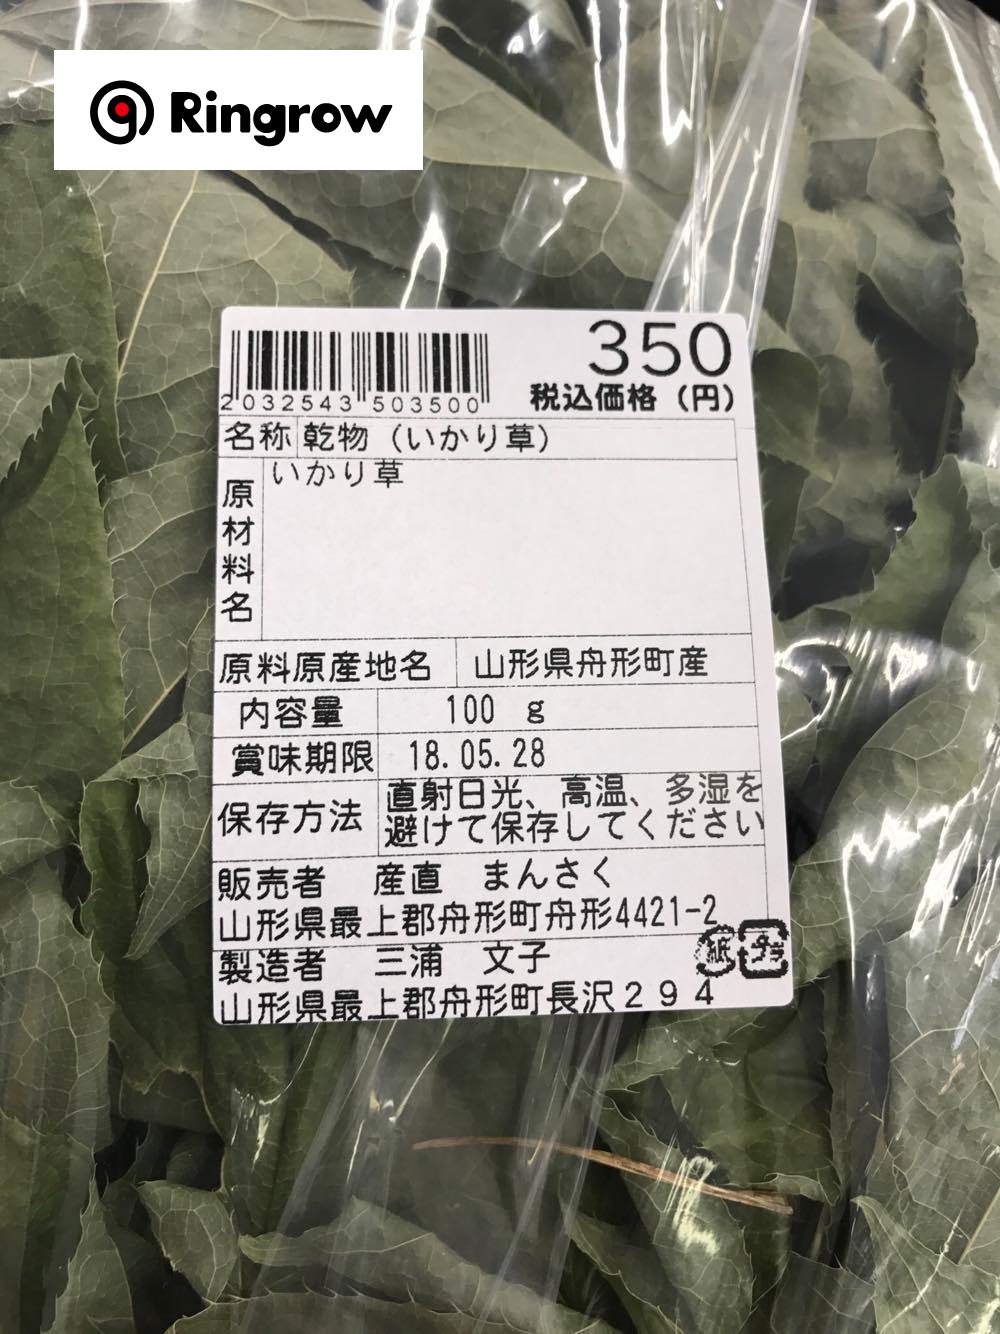 Ringrow
350
2032543503500
税込価格(円)
名称 乾物(いかり草)
原材料名 いかり草
原料原産地名 山形県舟形町産
内容量 100 g
賞味期限 18.05.28
保存方法 直射日光、高温、多湿を
避けて保存してください
販売者 産直 まんさく
山形県最上郡舟形町舟形4421-2
製造者 三浦 文子
紙 プラ
山形県最上郡舟形町長沢294